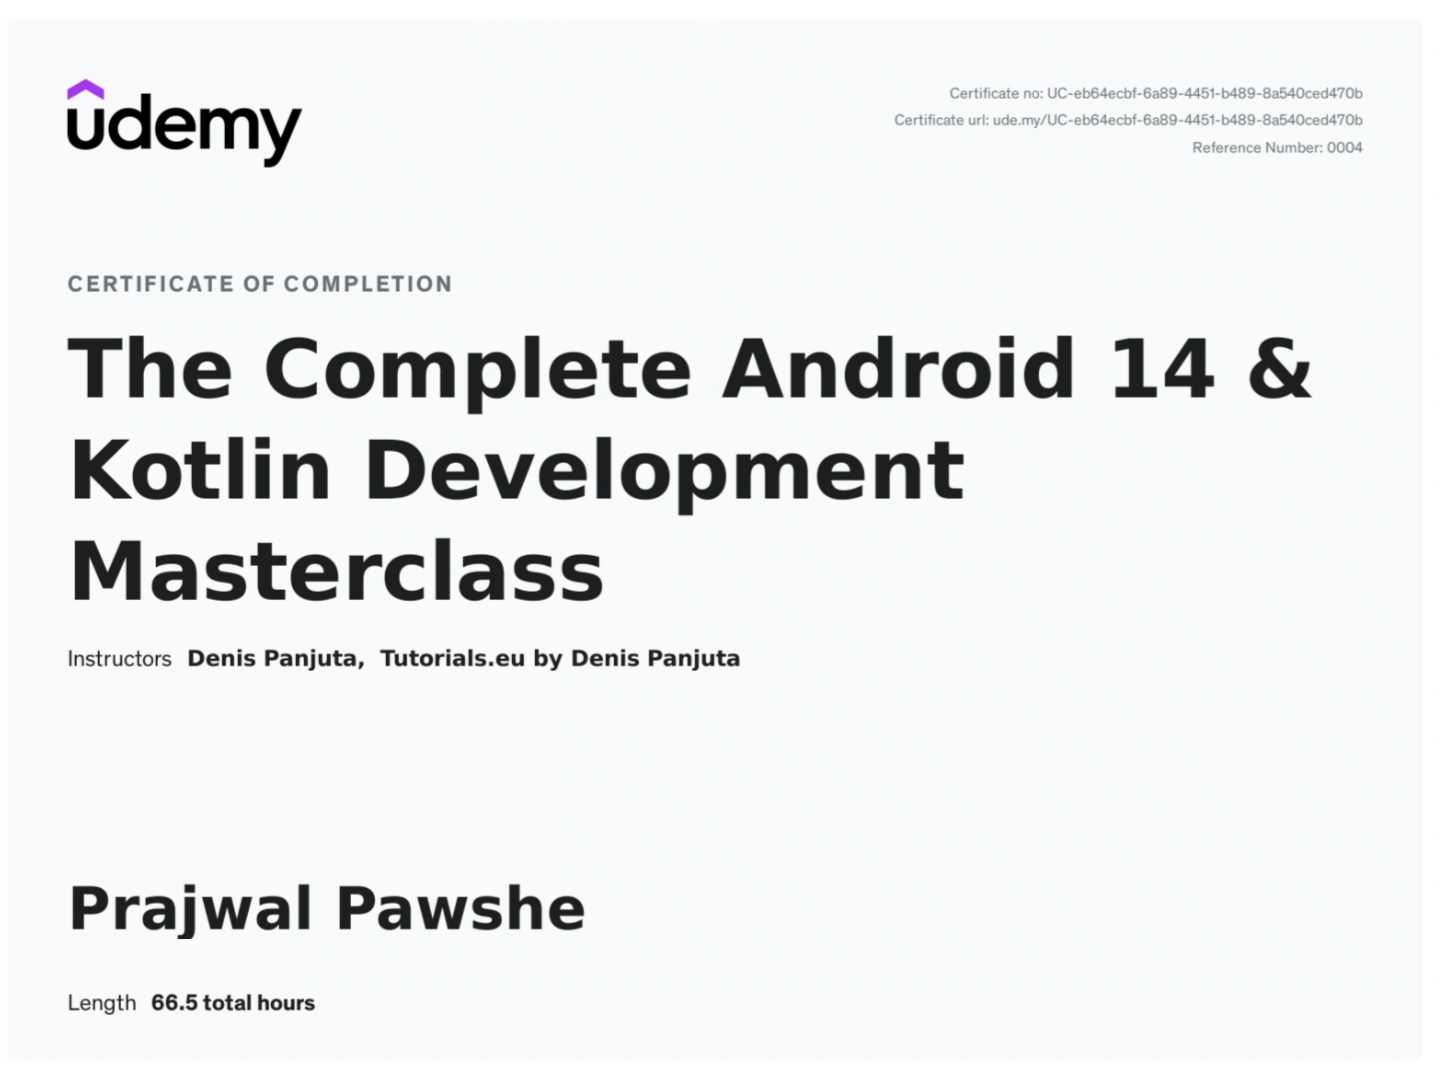 udemy
Certificate no: UC-eb64ecbf-6a89-4451-b489-8a540ced470b
Certificate url: ude.my/UC-eb64ecbf-6a89-4451-b489-8a540ced470b
Reference Number: 0004
CERTIFICATE OF COMPLETION
The Complete Android 14 &
Kotlin Development
Masterclass
Instructors Denis Panjuta, Tutorials.eu by Denis Panjuta
Prajwal Pawshe
Length 66.5 total hours